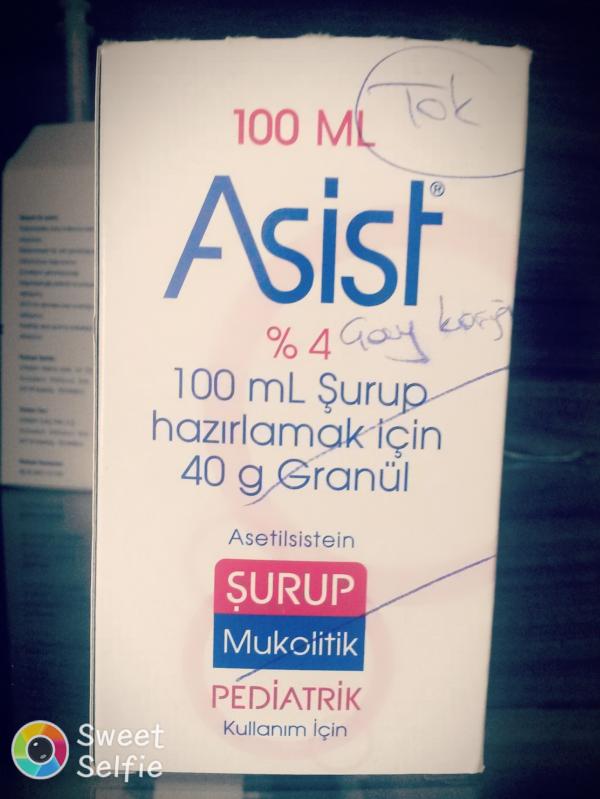 Tok
100 ML
Asist®
% 4
100 mL Şurup
hazırlamak için
40 g Granül
Asetilsistein
ŞURUP
Mukolitik
PEDİATRİK
Kullanım İçin
Sweet
Selfie